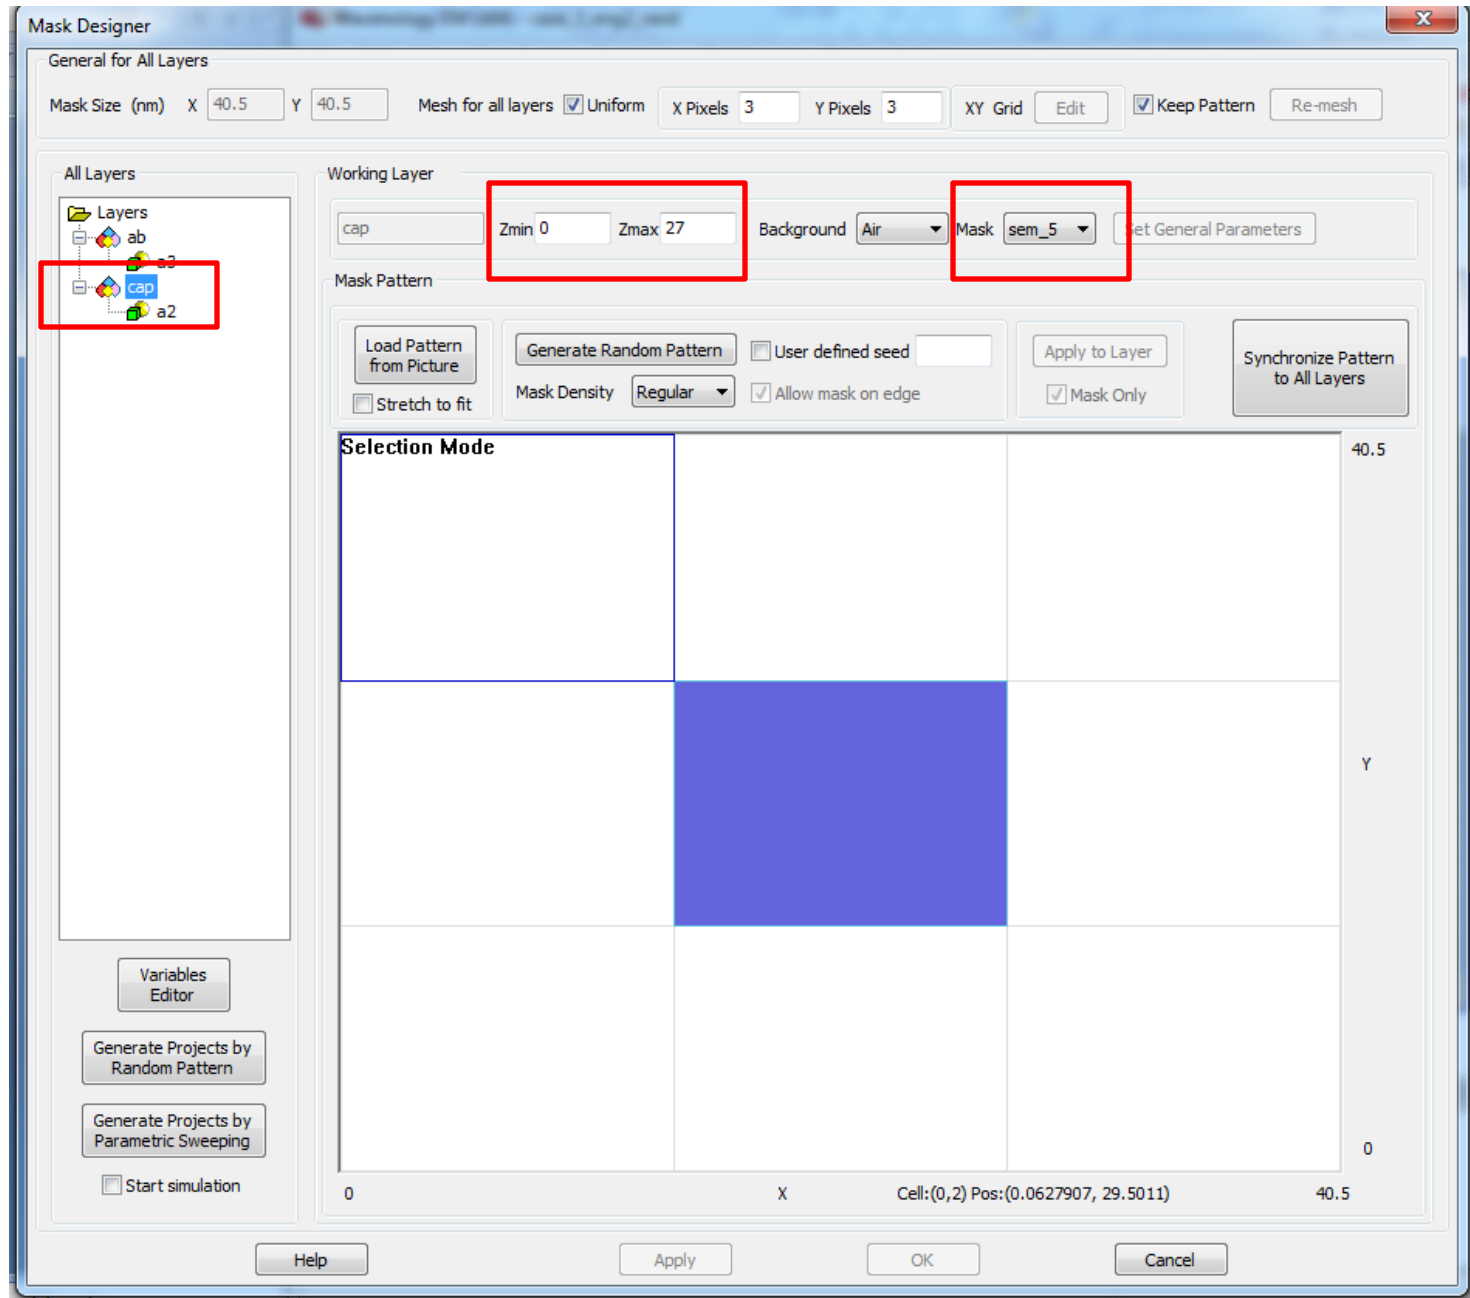 Mask Designer
General for All Layers
Mask Size (nm) X 40.5 Y 40.5 Mesh for all layers Uniform X Pixels 3 Y Pixels 3 XY Grid Edit Keep Pattern Re-mesh
All Layers
Layers
ab
a3
cap
a2
Working Layer
cap Zmin 0 Zmax 27 Background Air Mask sem_5 Set General Parameters
Mask Pattern
Load Pattern
from Picture
Stretch to fit
Generate Random Pattern User defined seed
Mask Density Regular Allow mask on edge
Apply to Layer
Mask Only
Synchronize Pattern
to All Layers
Selection Mode
40.5
Y
0
0 X Cell:(0,2) Pos:(0.0627907, 29.5011) 40.5
Variables
Editor
Generate Projects by
Random Pattern
Generate Projects by
Parametric Sweeping
Start simulation
Help Apply OK Cancel